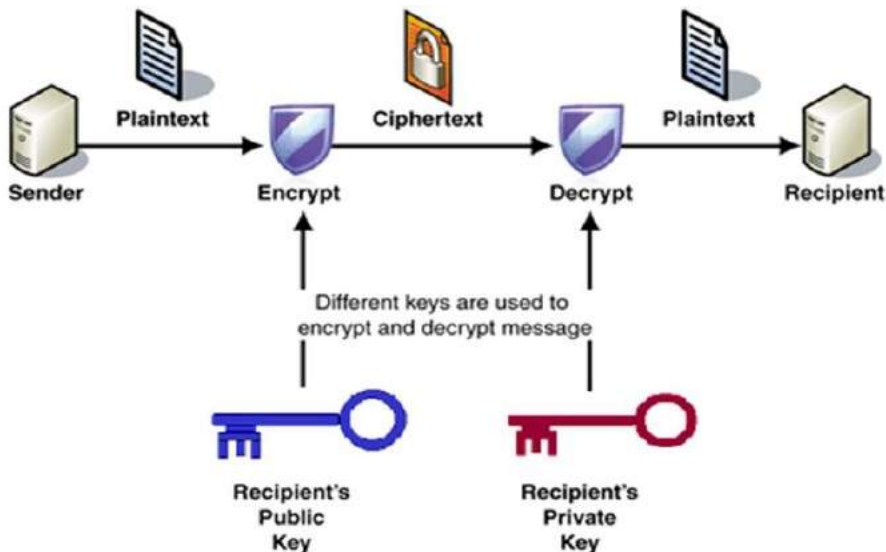 Plaintext
Ciphertext
Plaintext
Sender
Encrypt
Decrypt
Recipient
Different keys are used to
encrypt and decrypt message
Recipient's
Public
Key
Recipient's
Private
Key